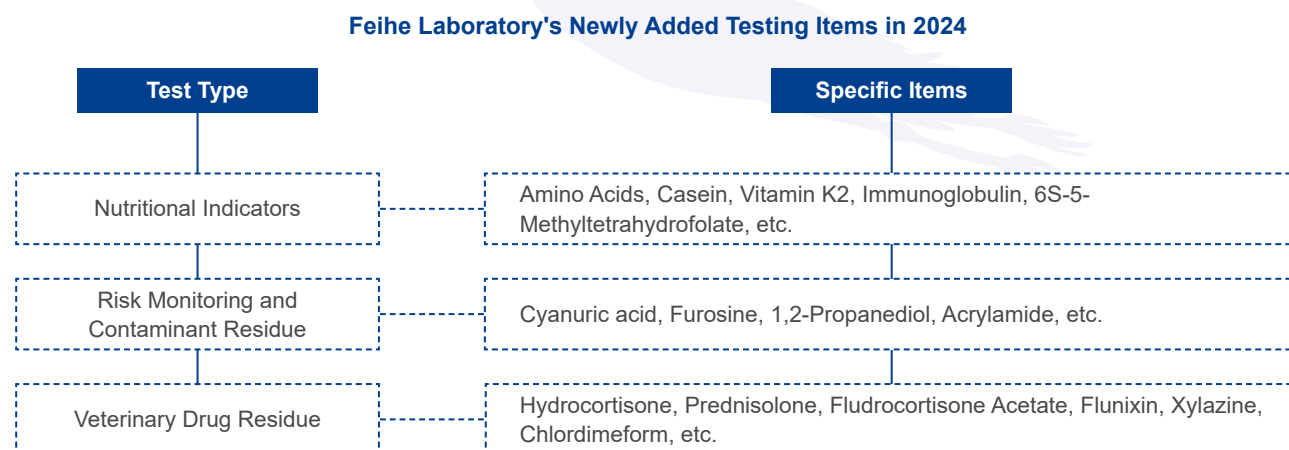 Feihe Laboratory's Newly Added Testing Items in 2024
Test Type
Specific Items
Nutritional Indicators
Amino Acids, Casein, Vitamin K2, Immunoglobulin, 6S-5-
Methyltetrahydrofolate, etc.
Risk Monitoring and
Contaminant Residue
Cyanuric acid, Furosine, 1,2-Propanediol, Acrylamide, etc.
Veterinary Drug Residue
Hydrocortisone, Prednisolone, Fludrocortisone Acetate, Flunixin, Xylazine,
Chlordimeform, etc.